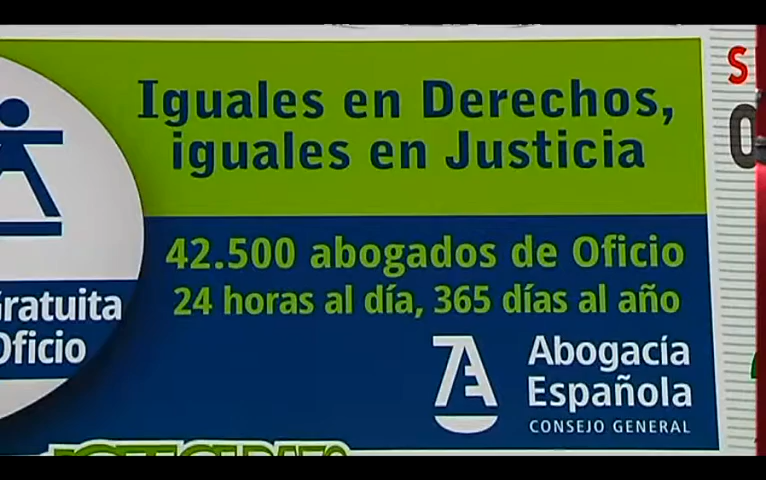 Iguales en Derechos,
iguales en Justicia
42.500 abogados de Oficio
24 horas al día, 365 días al año
Gratuita
Oficio
Abogacía
Española
CONSEJO GENERAL